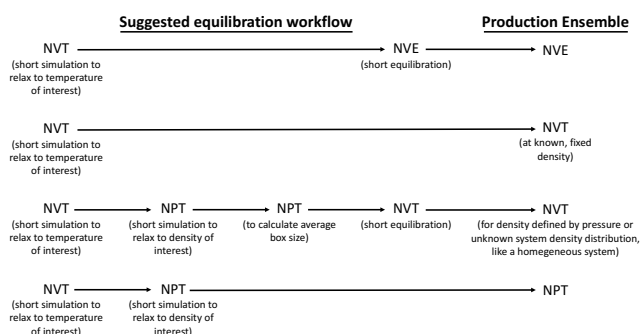 Suggested equilibration workflow
Production Ensemble
NVT
NVE
NVE
(short simulation to
relax to temperature
of interest)
(short equilibration)
NVT
NVT
(short simulation to
relax to temperature
of interest)
(at known, fixed
density)
NVT
NPT
NPT
NVT
NVT
(short simulation to
relax to temperature
of interest)
(short simulation to
relax to density of
interest)
(to calculate average
box size)
(short equilibration)
(for density defined by pressure or
unknown system density distribution,
like a homogeneous system)
NVT
NPT
NPT
(short simulation to
relax to temperature
of interest)
(short simulation to
relax to density of
interest)